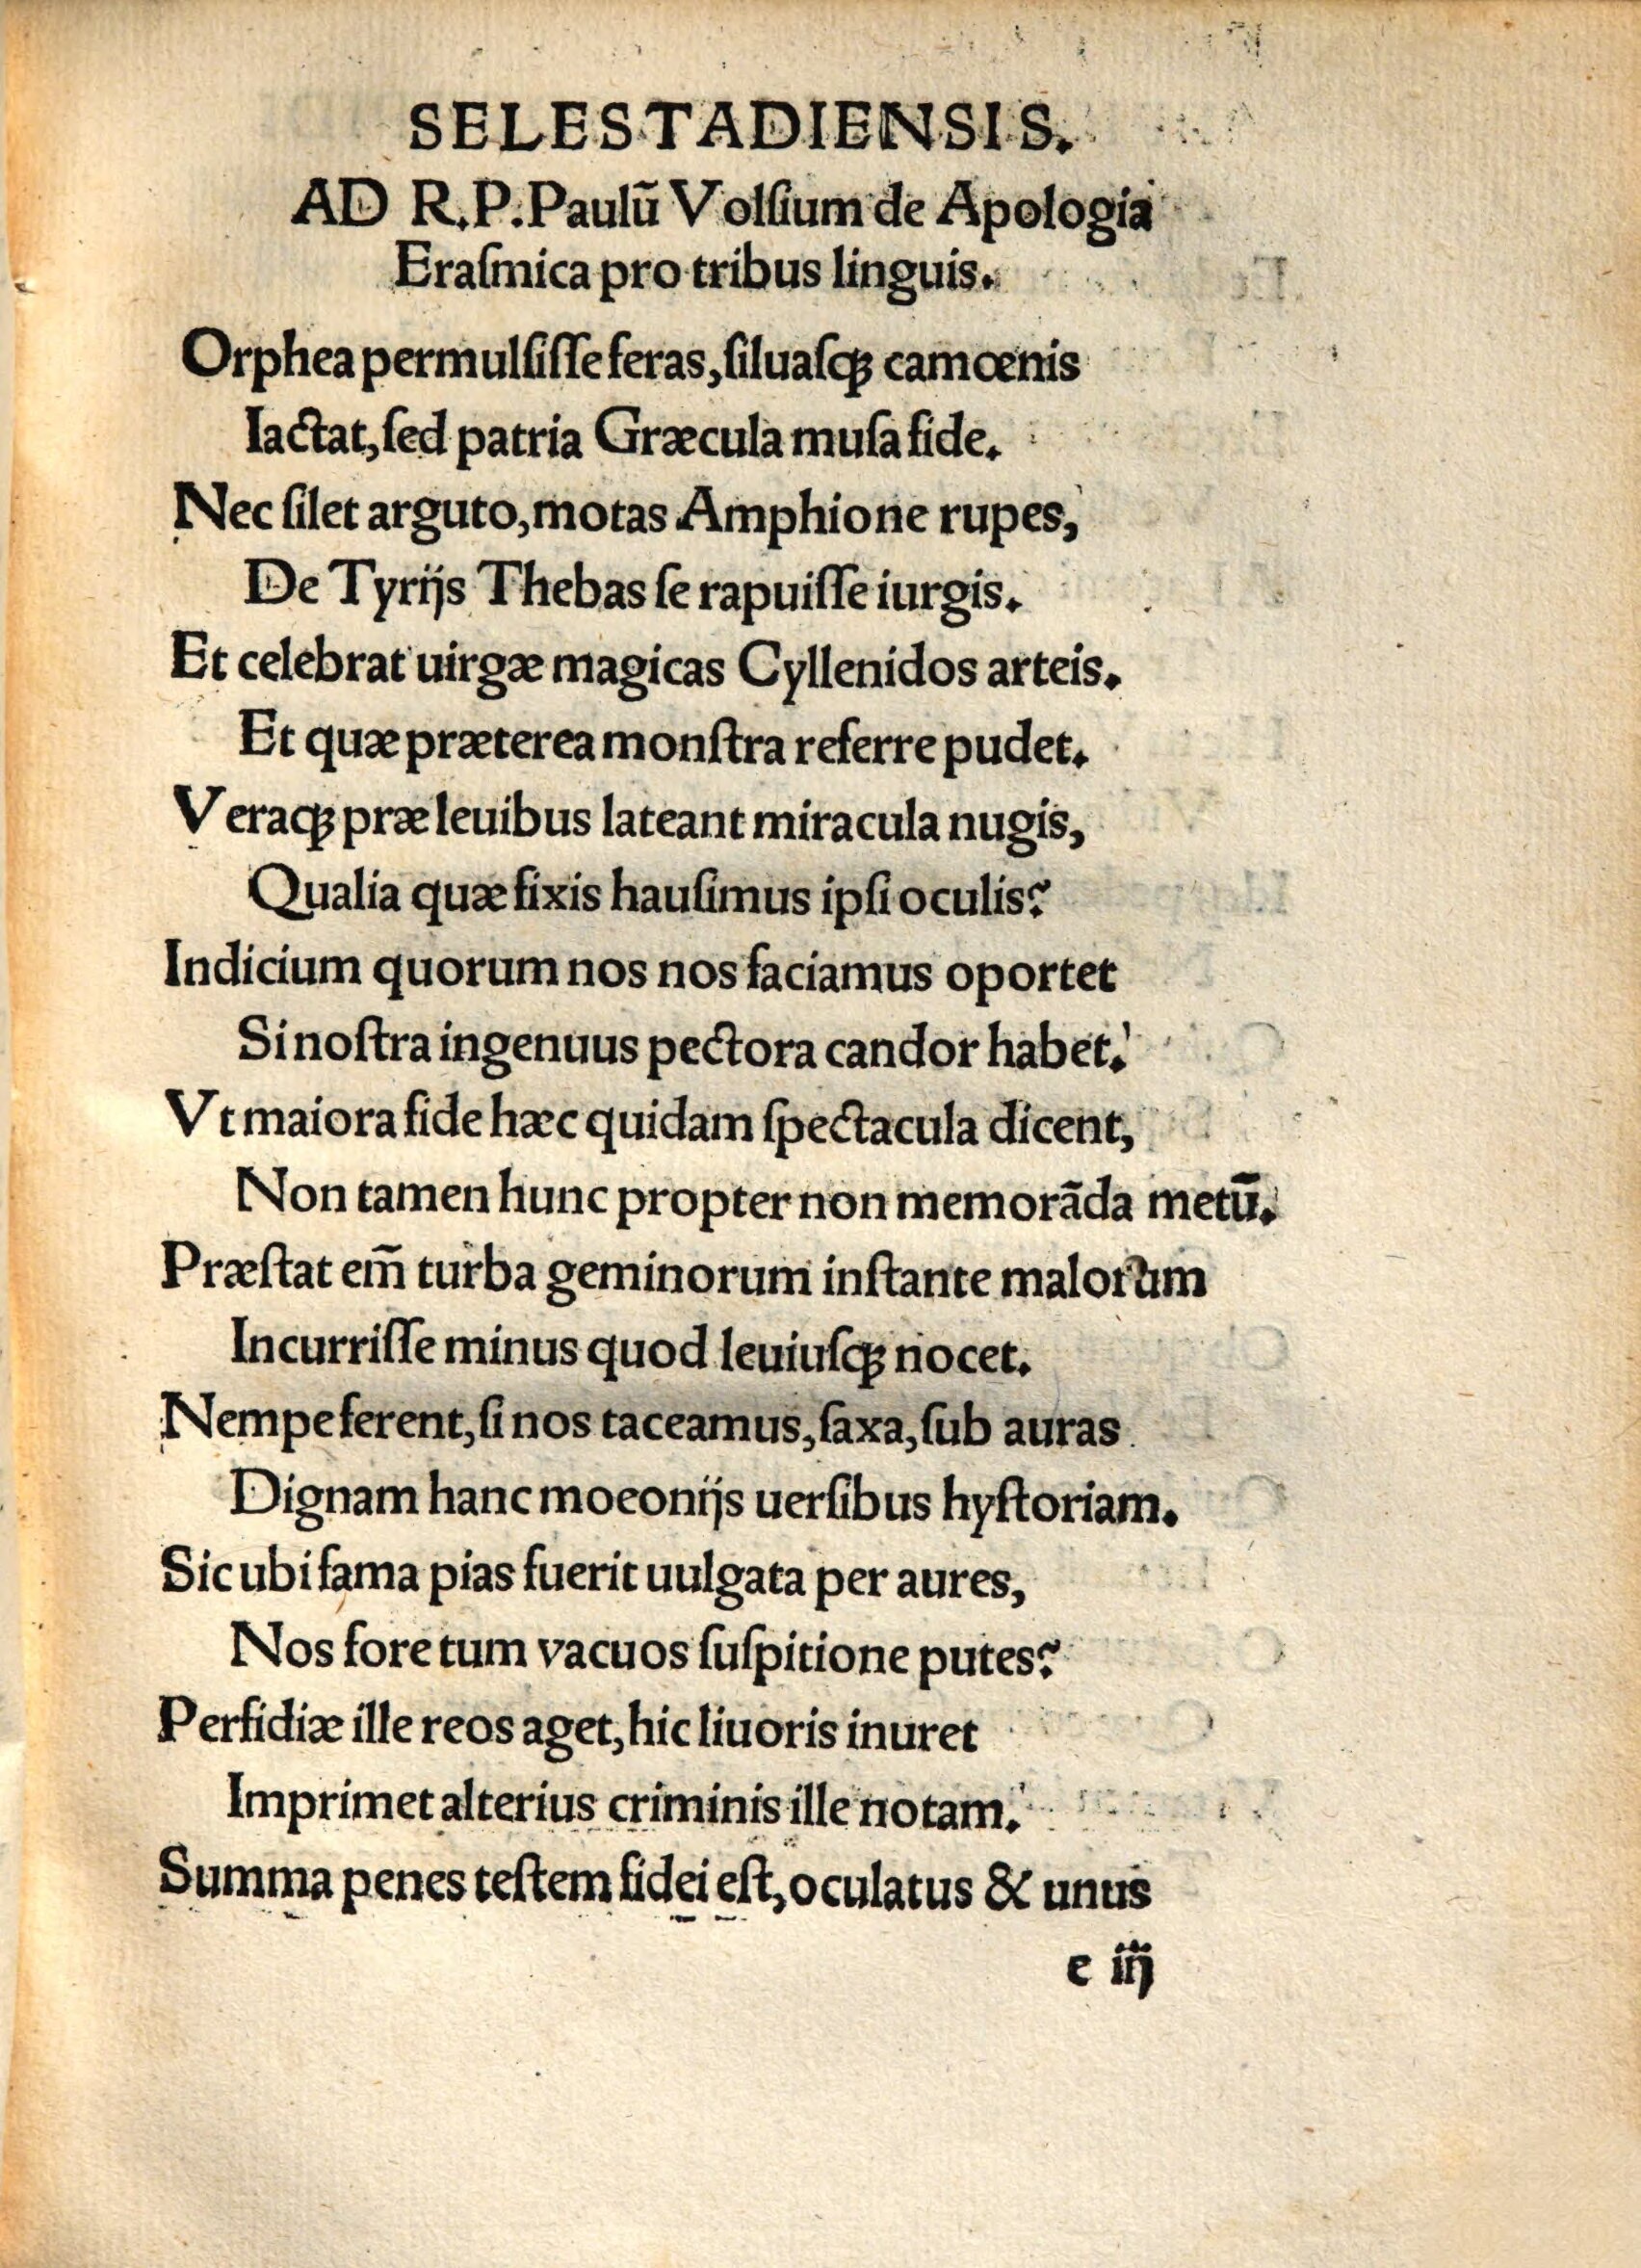 SELESTADIENSIS.
AD R.P. Paulũ Volſium de Apologia
Eraſmica pro tribus linguis.
Orphea permulſiſſe feras, ſiluaſqꝫ camœnis
Iactat, ſed patria Græcula muſa fide.
Nec ſilet arguto, motas Amphione rupes,
De Tyrijs Thebas ſe rapuiſſe iurgis.
Et celebrat uirgæ magicas Cyllenidos arteis.
Et quæ præterea monſtra referre pudet.
Veraqꝫ præ leuibus lateant miracula nugis,
Qualia quæ fixis hauſimus ipſi oculis?
Indicium quorum nos nos faciamus oportet
Si noſtra ingenuus pectora candor habet.
Vt maiora fide hæc quidam ſpectacula dicent,
Non tamen hunc propter non memorãda metũ.
Præſtat em̃ turba geminorum inſtante malorum
Incurriſſe minus quod leuiuſqꝫ nocet.
Nempe ferent, ſi nos taceamus, ſaxa, ſub auras
Dignam hanc moeonijs uerſibus hyſtoriam.
Sic ubi fama pias fuerit uulgata per aures,
Nos fore tum vacuos ſuſpitione putes?
Perfidiæ ille reos aget, hic liuoris inuret
Imprimet alterius criminis ille notam.
Summa penes teſtem fidei eſt, oculatus & unus
e iij